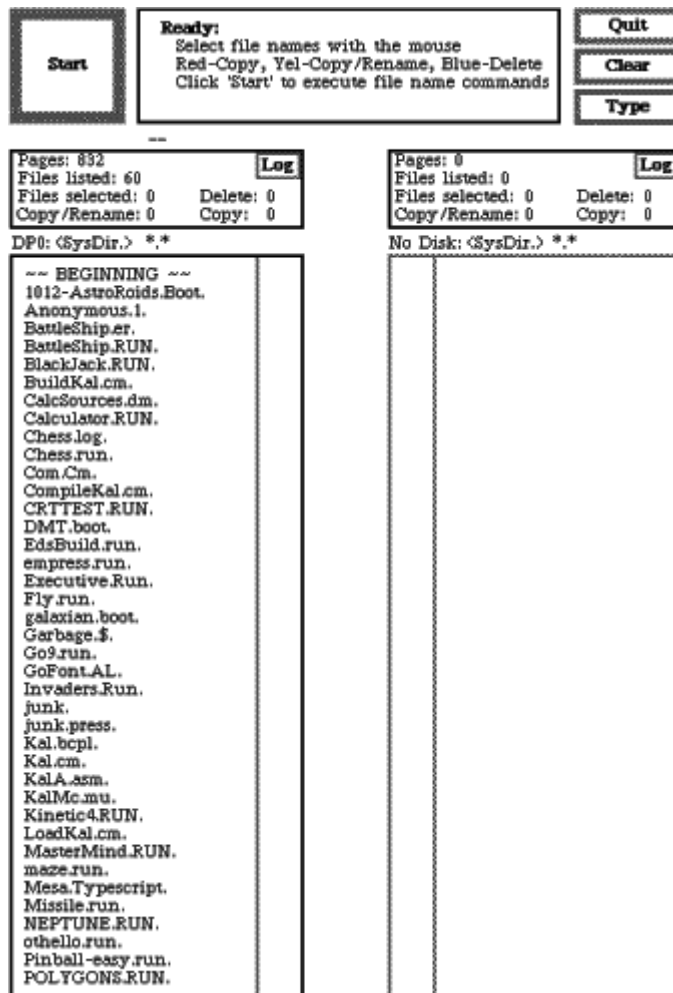 Start
Ready:
Select file names with the mouse
Red-Copy, Yel-Copy/Rename, Blue-Delete
Click 'Start' to execute file name commands
Quit
Clear
Type
Pages: 832
Log
Files listed: 60
Files selected: 0 Delete: 0
Copy/Rename: 0 Copy: 0
DP0: <SysDir.> *.*
~~ BEGINNING ~~
1012-AstroRoids.Boot.
Anonymous.1.
BattleShip.er.
BattleShip.RUN.
BlackJack.RUN.
BuildKal.cm.
CalcSources.dm.
Calculator.RUN.
Chess.log.
Chess.run.
Com.Cm.
CompileKal.cm.
CRTTEST.RUN.
DMT.boot.
EdsBuild.run.
empress.run.
Executive.Run.
Fly.run.
galaxian.boot.
Garbage.$.
Go9.run.
GoFont.AL.
Invaders.Run.
junk.
junk.press.
Kal.bcpl.
Kal.cm.
KalA.asm.
KalMc.mu.
Kinetic4.RUN.
LoadKal.cm.
MasterMind.RUN.
maze.run.
Mesa.Typescript.
Missile.run.
NEPTUNE.RUN.
othello.run.
Pinball-easy.run.
POLYGONS.RUN.
Pages: 0
Log
Files listed: 0
Files selected: 0 Delete: 0
Copy/Rename: 0 Copy: 0
No Disk: <SysDir.> *.*